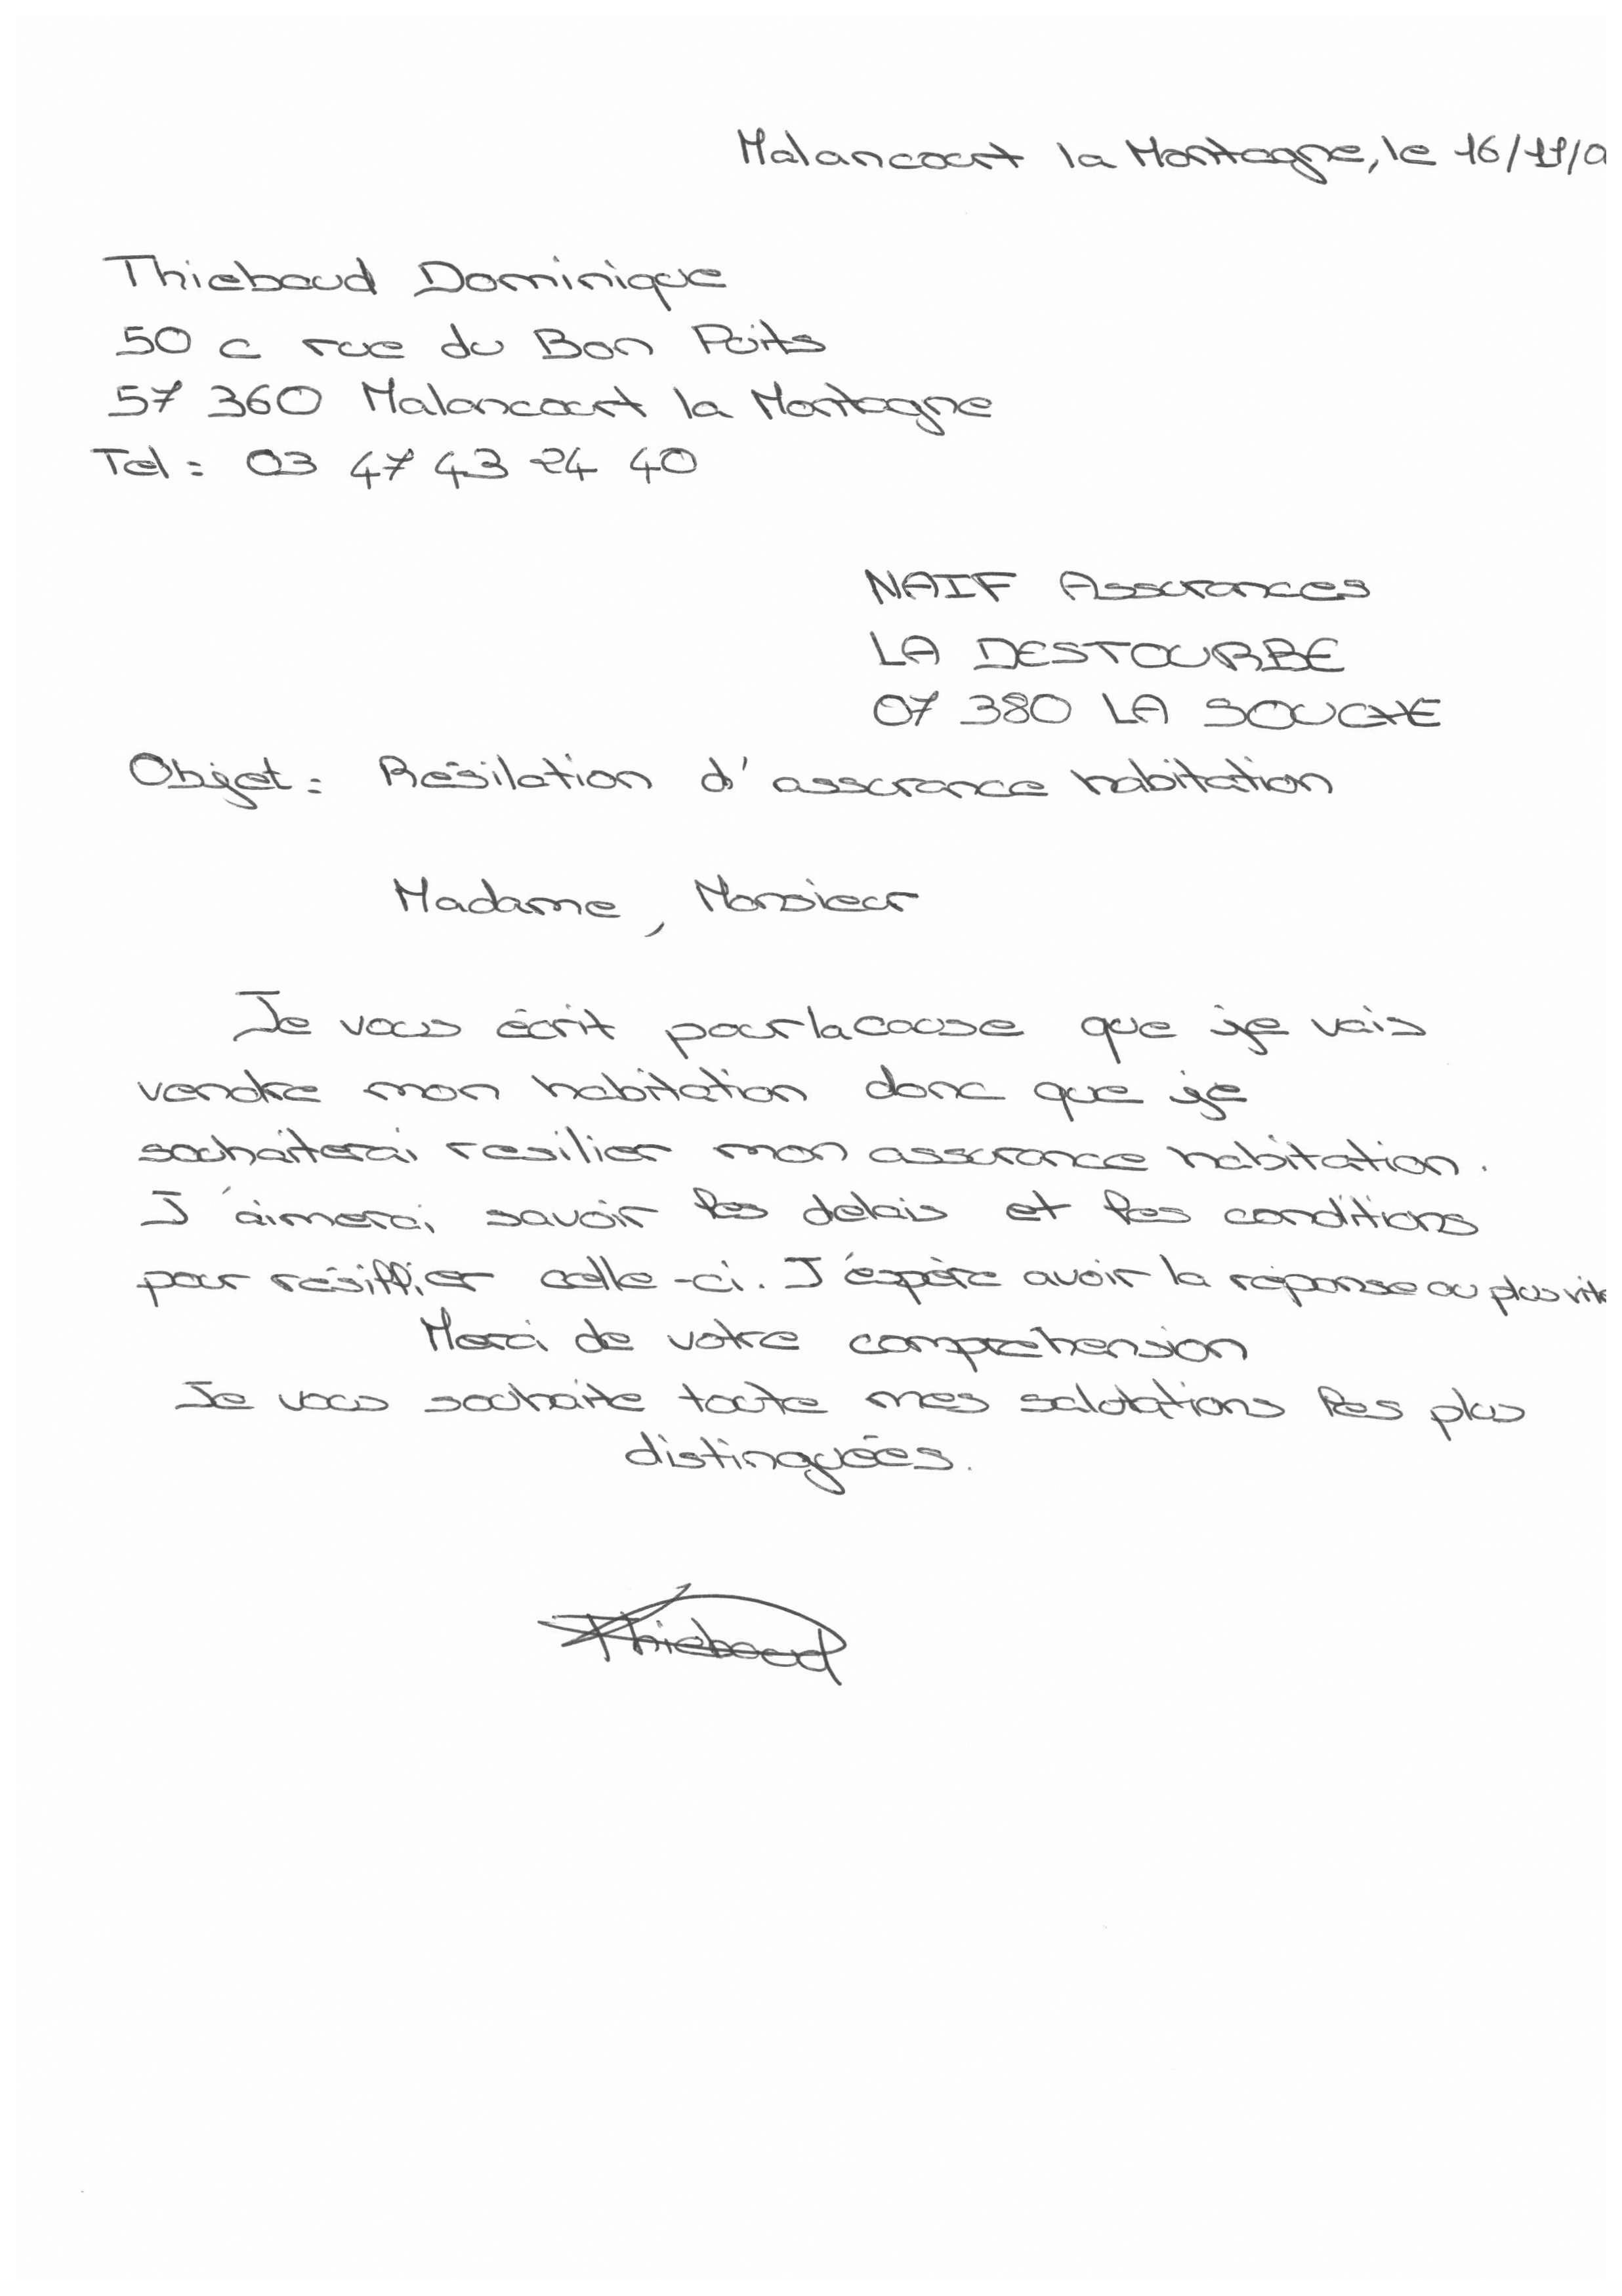 Malancourt la Montagne, le 16/11/0
Thiebaud Dominique
50 c rue du Bon Puits
57 360 Malancourt la Montagne
Tel : 03 47 43 24 40
NAIF Assurances
LA DESTOURBE
07 380 LA SOUCHE
Objet : Résilation d'assurance habitation
Madame, Monsieur
Je vous écrit pour la cause que je vais
vendre mon habitation donc que je
souhaiterai resilier mon assurance habitation.
J'aimerai savoir les delais et les conditions
pour résillier celle-ci. J'éspère avoir la réponse au plus vite
Merci de votre comprehension
Je vous souhaite toute mes salutations les plus
distinguées.
Thiebaud